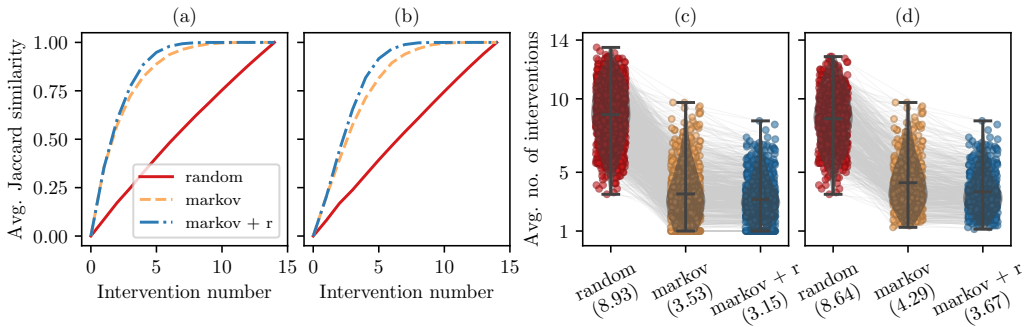 (a)
Avg. Jaccard similarity
1.00
0.75
0.50
0.25
0.00
random
markov
markov + r
0
5
10
15
Intervention number
(b)
0
5
10
15
Intervention number
(c)
Avg. no. of interventions
14
10
5
1
random
(8.93)
markov
(3.53)
markov + r
(3.15)
(d)
random
(8.64)
markov
(4.29)
markov + r
(3.67)